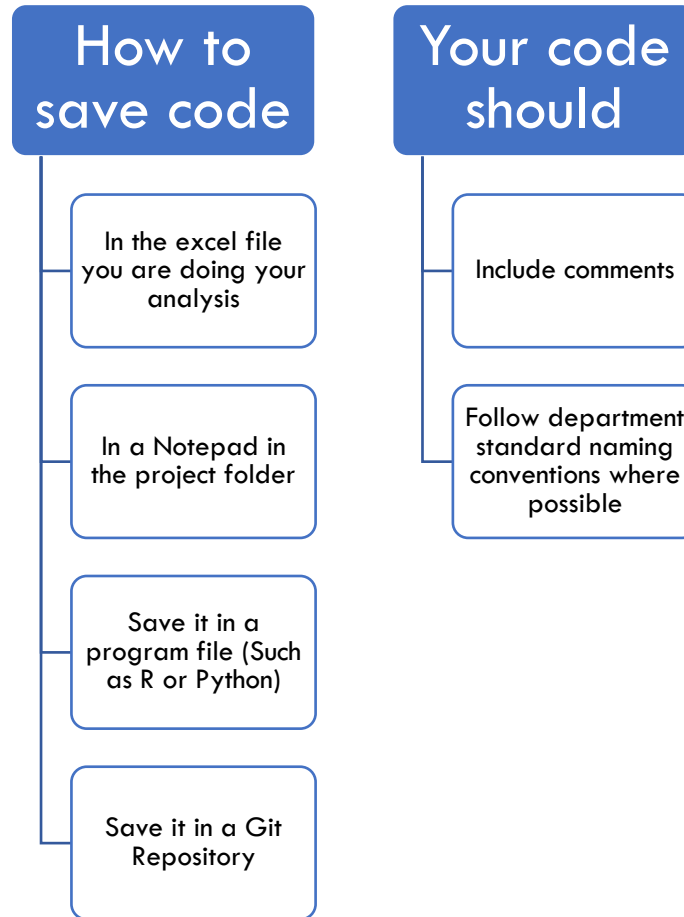 How to
save code
In the excel file
you are doing your
analysis
In a Notepad in
the project folder
Save it in a
program file (Such
as R or Python)
Save it in a Git
Repository
Your code
should
Include comments
Follow department
standard naming
conventions where
possible